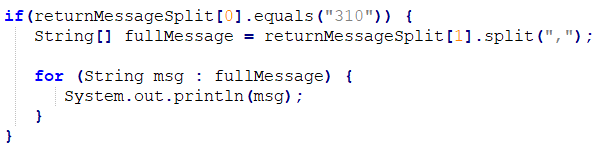 if(returnMessageSplit[0].equals("310")) {
   String[] fullMessage = returnMessageSplit[1].split(",");

   for (String msg : fullMessage) {
      System.out.println(msg);
   }
}